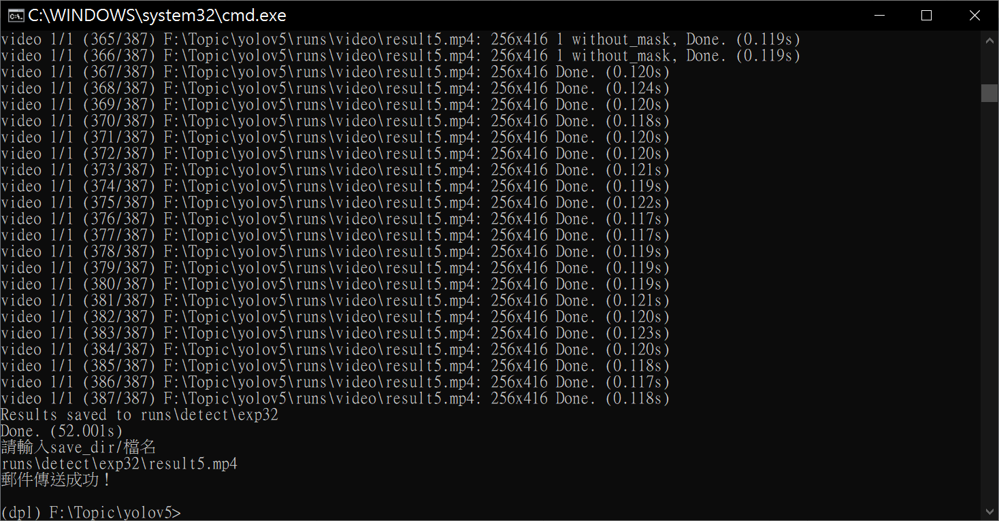 C:\WINDOWS\system32\cmd.exe
video 1/1 (365/387) F:\Topic\yolov5\runs\video\result5.mp4: 256x416 1 without_mask, Done. (0.119s)
video 1/1 (366/387) F:\Topic\yolov5\runs\video\result5.mp4: 256x416 1 without_mask, Done. (0.119s)
video 1/1 (367/387) F:\Topic\yolov5\runs\video\result5.mp4: 256x416 Done. (0.120s)
video 1/1 (368/387) F:\Topic\yolov5\runs\video\result5.mp4: 256x416 Done. (0.124s)
video 1/1 (369/387) F:\Topic\yolov5\runs\video\result5.mp4: 256x416 Done. (0.120s)
video 1/1 (370/387) F:\Topic\yolov5\runs\video\result5.mp4: 256x416 Done. (0.118s)
video 1/1 (371/387) F:\Topic\yolov5\runs\video\result5.mp4: 256x416 Done. (0.120s)
video 1/1 (372/387) F:\Topic\yolov5\runs\video\result5.mp4: 256x416 Done. (0.120s)
video 1/1 (373/387) F:\Topic\yolov5\runs\video\result5.mp4: 256x416 Done. (0.121s)
video 1/1 (374/387) F:\Topic\yolov5\runs\video\result5.mp4: 256x416 Done. (0.119s)
video 1/1 (375/387) F:\Topic\yolov5\runs\video\result5.mp4: 256x416 Done. (0.122s)
video 1/1 (376/387) F:\Topic\yolov5\runs\video\result5.mp4: 256x416 Done. (0.117s)
video 1/1 (377/387) F:\Topic\yolov5\runs\video\result5.mp4: 256x416 Done. (0.117s)
video 1/1 (378/387) F:\Topic\yolov5\runs\video\result5.mp4: 256x416 Done. (0.119s)
video 1/1 (379/387) F:\Topic\yolov5\runs\video\result5.mp4: 256x416 Done. (0.119s)
video 1/1 (380/387) F:\Topic\yolov5\runs\video\result5.mp4: 256x416 Done. (0.119s)
video 1/1 (381/387) F:\Topic\yolov5\runs\video\result5.mp4: 256x416 Done. (0.121s)
video 1/1 (382/387) F:\Topic\yolov5\runs\video\result5.mp4: 256x416 Done. (0.120s)
video 1/1 (383/387) F:\Topic\yolov5\runs\video\result5.mp4: 256x416 Done. (0.123s)
video 1/1 (384/387) F:\Topic\yolov5\runs\video\result5.mp4: 256x416 Done. (0.120s)
video 1/1 (385/387) F:\Topic\yolov5\runs\video\result5.mp4: 256x416 Done. (0.118s)
video 1/1 (386/387) F:\Topic\yolov5\runs\video\result5.mp4: 256x416 Done. (0.117s)
video 1/1 (387/387) F:\Topic\yolov5\runs\video\result5.mp4: 256x416 Done. (0.118s)
Results saved to runs\detect\exp32
Done. (52.001s)
請輸入save_dir/檔名
runs\detect\exp32\result5.mp4
郵件傳送成功！
(dpl) F:\Topic\yolov5>